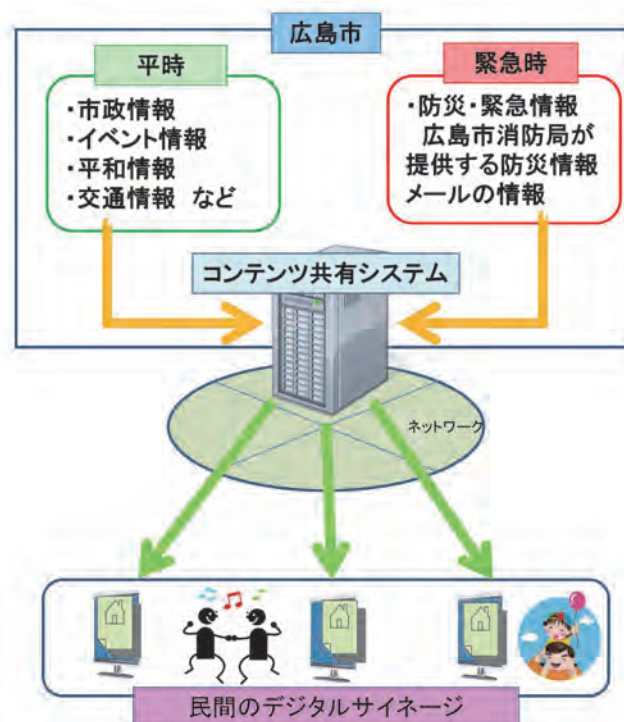 広島市
平時
・市政情報
・イベント情報
・平和情報
・交通情報 など
緊急時
・防災・緊急情報
広島市消防局が
提供する防災情報
メールの情報
コンテンツ共有システム
ネットワーク
民間のデジタルサイネージ